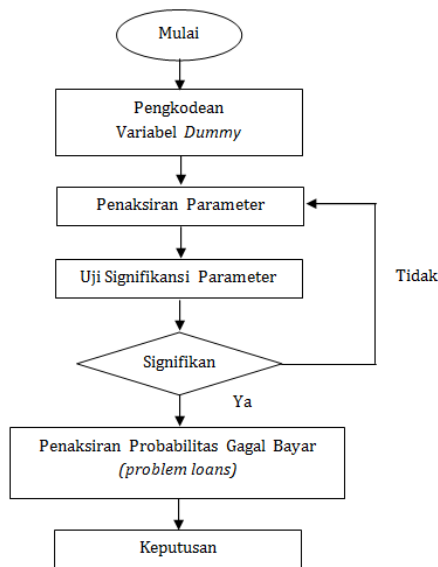 Mulai
Pengkodean
Variabel Dummy
Penaksiran Parameter
Uji Signifikansi Parameter
Tidak
Signifikan
Ya
Penaksiran Probabilitas Gagal Bayar
(problem loans)
Keputusan